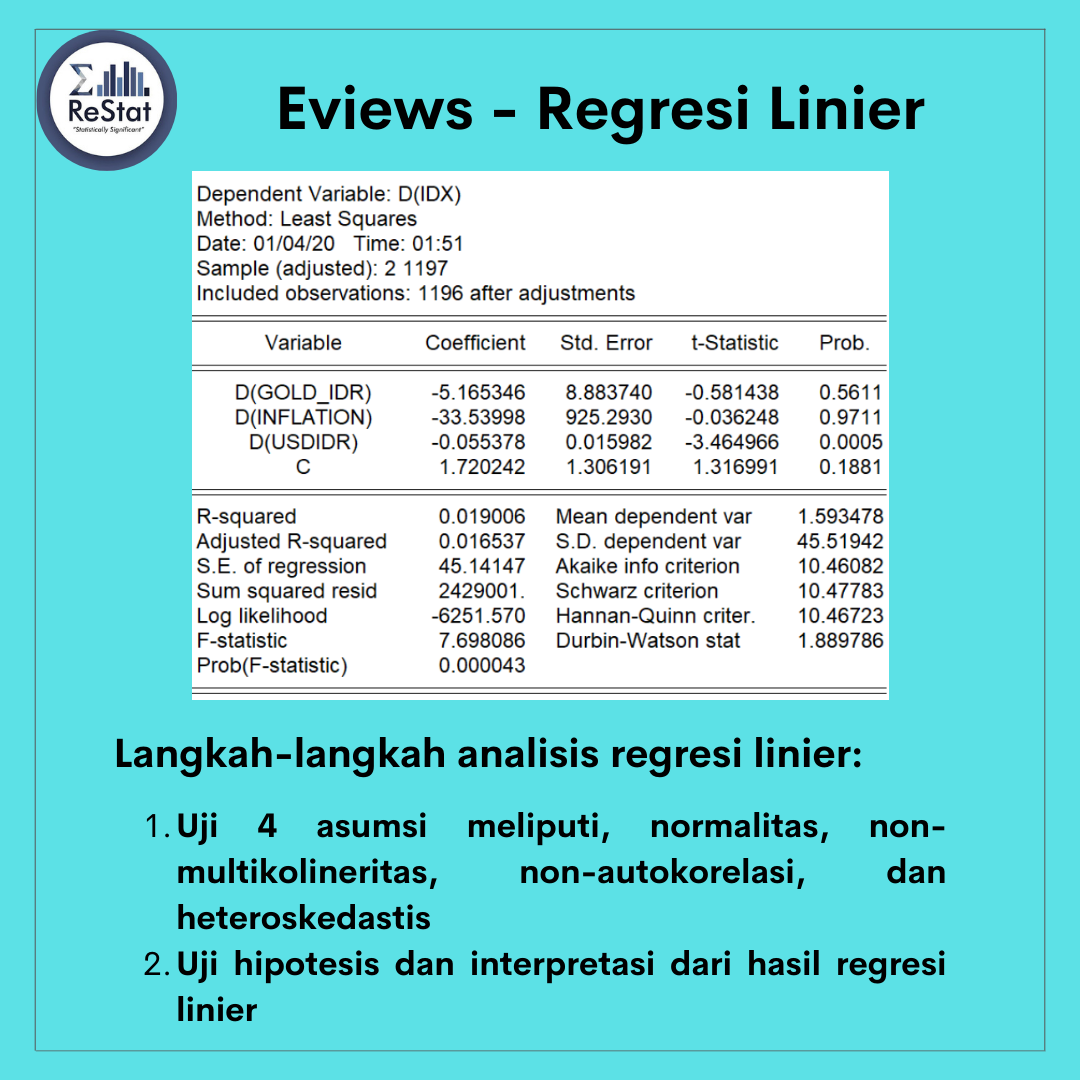 Σ
ReStat
"Statistically Significant"
Eviews - Regresi Linier
Dependent Variable: D(IDX)
Method: Least Squares
Date: 01/04/20 Time: 01:51
Sample (adjusted): 2 1197
Included observations: 1196 after adjustments
Variable Coefficient Std. Error t-Statistic Prob.
D(GOLD_IDR) -5.165346 8.883740 -0.581438 0.5611
D(INFLATION) -33.53998 925.2930 -0.036248 0.9711
D(USDIDR) -0.055378 0.015982 -3.464966 0.0005
C 1.720242 1.306191 1.316991 0.1881
R-squared 0.019006 Mean dependent var 1.593478
Adjusted R-squared 0.016537 S.D. dependent var 45.51942
S.E. of regression 45.14147 Akaike info criterion 10.46082
Sum squared resid 2429001. Schwarz criterion 10.47783
Log likelihood -6251.570 Hannan-Quinn criter. 10.46723
F-statistic 7.698086 Durbin-Watson stat 1.889786
Prob(F-statistic) 0.000043
Langkah-langkah analisis regresi linier:
1. Uji 4 asumsi meliputi, normalitas, non-
multikolineritas, non-autokorelasi, dan
heteroskedastis
2. Uji hipotesis dan interpretasi dari hasil regresi
linier